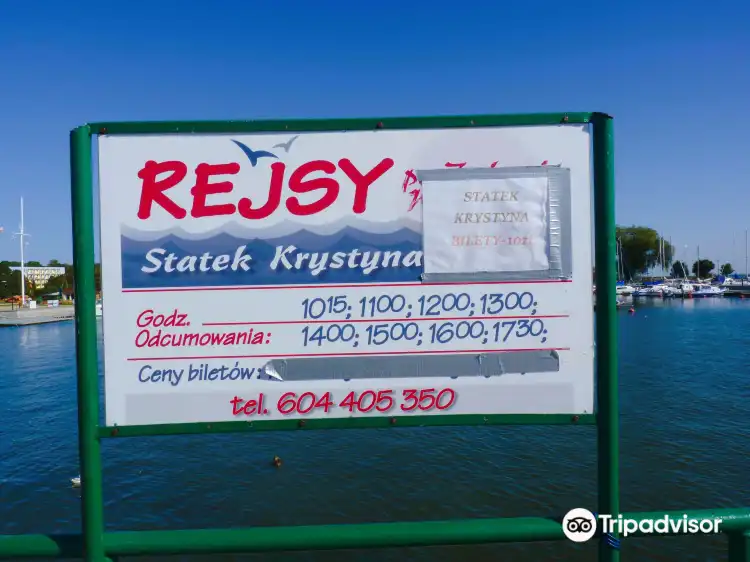 REJSY
STATEK
KRYSTYNA
BILETY-10zł
Statek Krystyna
Godz.
Odcumowania:
10¹⁵; 11⁰⁰; 12⁰⁰; 13⁰⁰;
14⁰⁰; 15⁰⁰; 16⁰⁰; 17³⁰;
Ceny biletów:
tel. 604 405 350
Tripadvisor